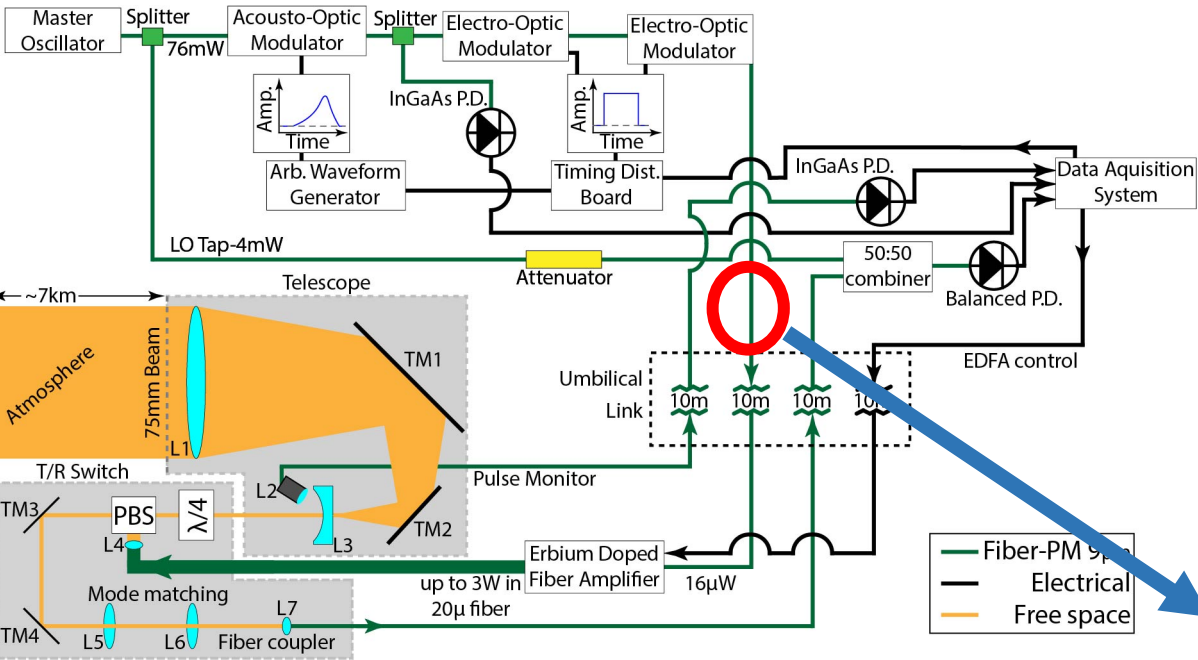 Master
Oscillator
Splitter
76mW
Acousto-Optic
Modulator
Splitter
Electro-Optic
Modulator
Electro-Optic
Modulator
InGaAs P.D.
Amp.
Time
Amp.
Time
Arb. Waveform
Generator
Timing Dist.
Board
InGaAs P.D.
Data Aquisition
System
LO Tap-4mW
Attenuator
50:50
combiner
Balanced P.D.
~7km
Telescope
Atmosphere
75mm Beam
L1
TM1
EDFA control
Umbilical
Link
10m
10m
10m
T/R Switch
L2
Pulse Monitor
TM3
PBS
λ/4
L3
TM2
L4
Erbium Doped
Fiber Amplifier
up to 3W in
20μ fiber
16μW
Mode matching
L7
TM4
L5
L6
Fiber coupler
Fiber-PM
Electrical
Free space